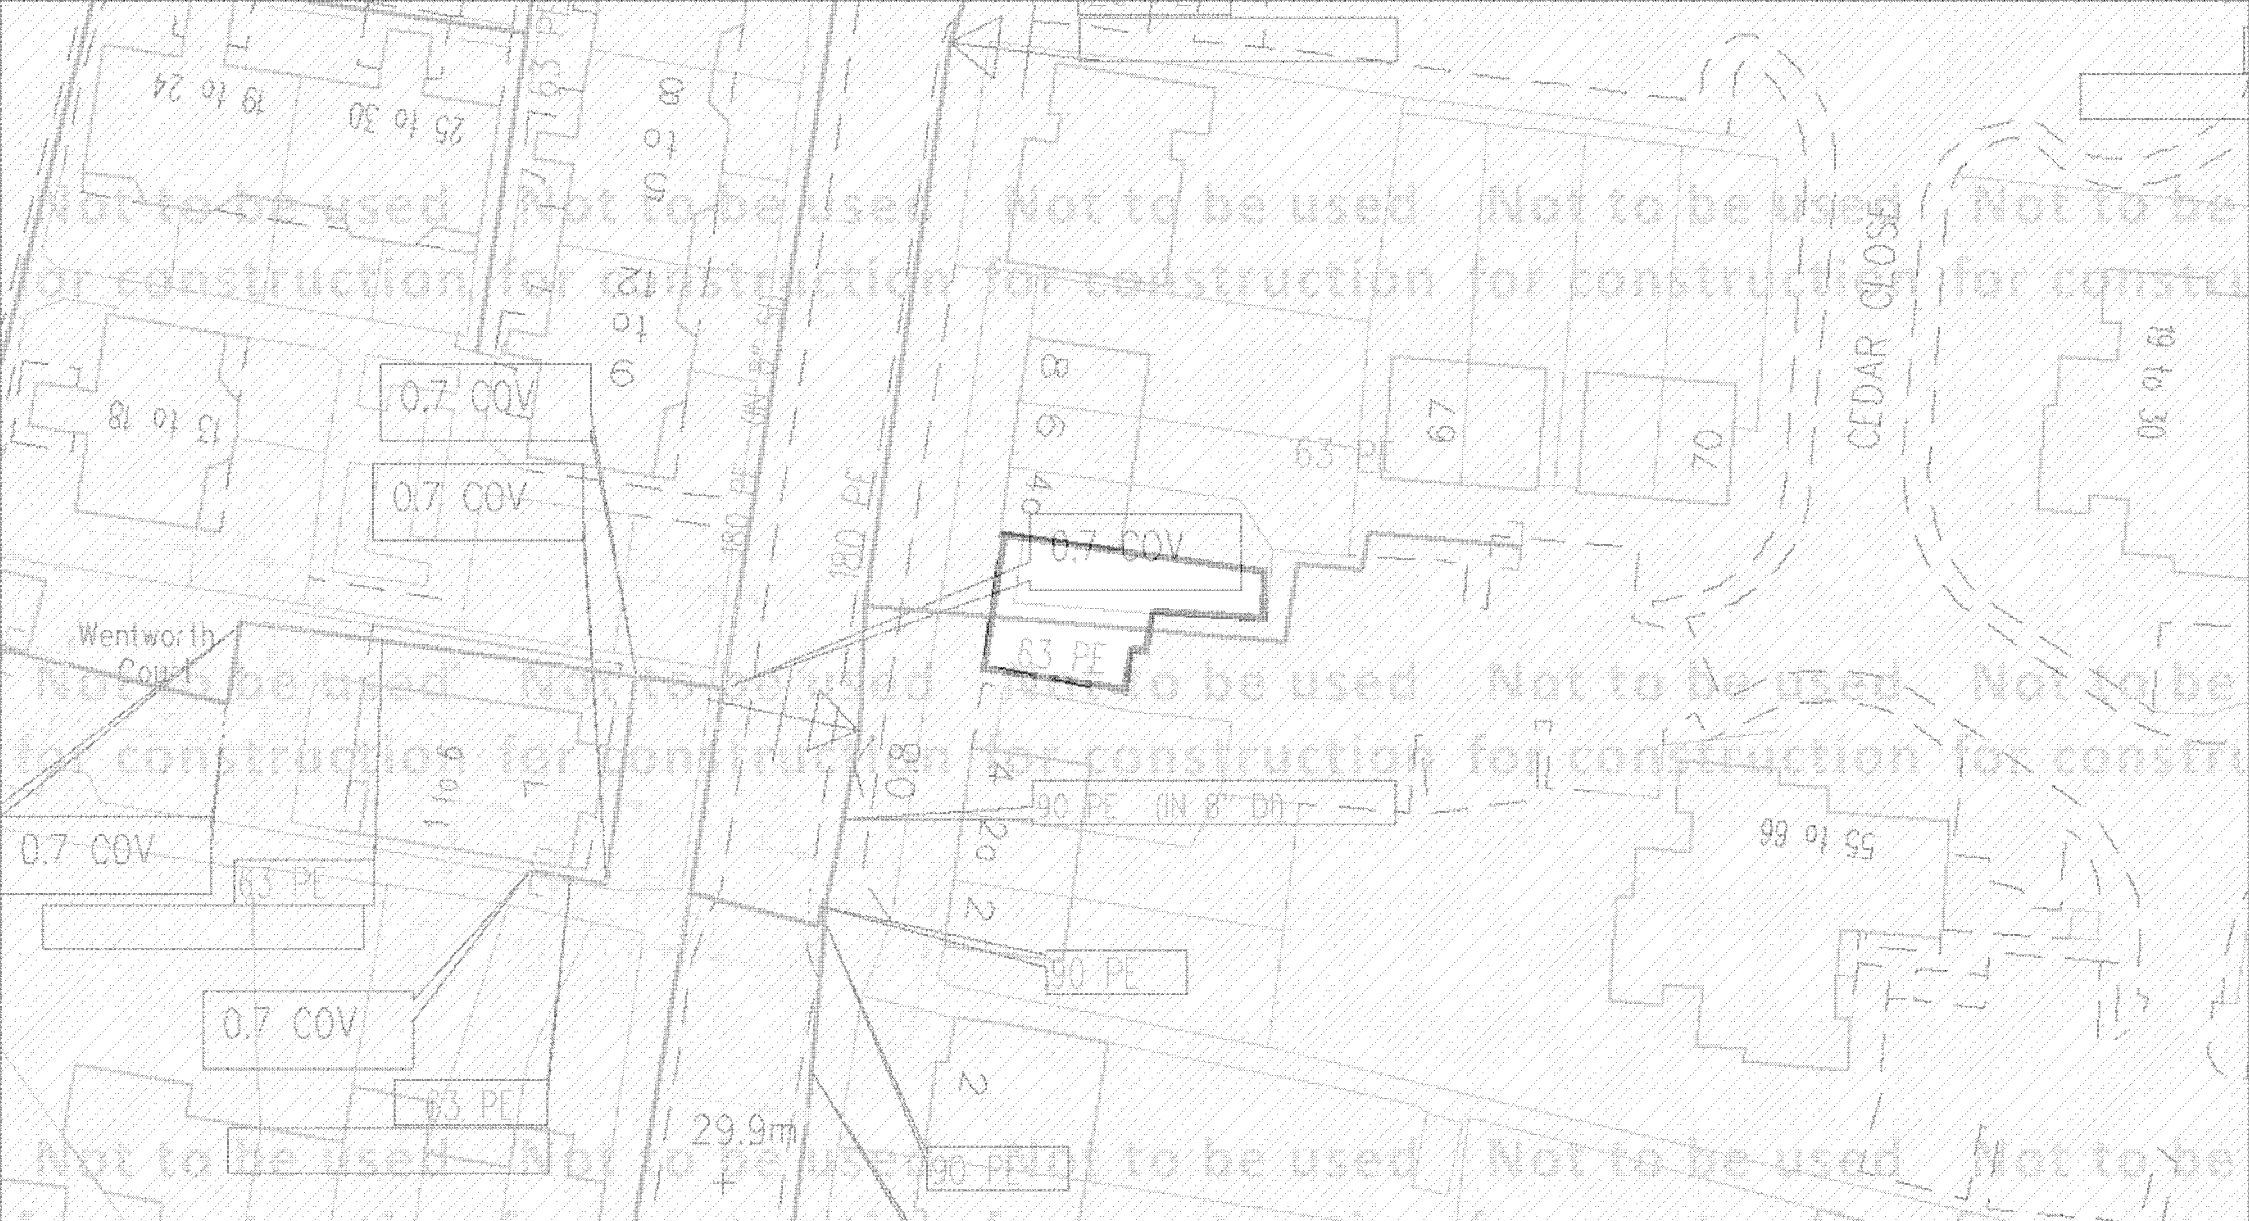 63 PE
19 to 24
25 to 30
8 to 6
Not to be used Not to be used Not to be used Not to be used Not to be
for construction for construction for construction for construction for constru
CEDAR CLOSE
12 to 9
0.7 COV
8
6
13 to 18
63 PE
67
70
19 to 30
0.7 COV
180 PE
180 PE
4a
0.7 COV
Wentworth
Court
63 PE
Not to be used Not to be used Not to be used Not to be used Not to be
for construction for construction for construction for construction for constru
1 to 6
7
80
4
90 PE (IN 8" DI)
2a
55 to 66
0.7 COV
63 PE
2
90 PE
0.7 COV
2
63 PE
29.9m
Not to be used Not to be used Not to be used Not to be used Not to be
90 PE